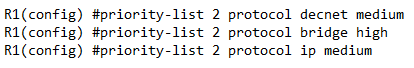 R1(config) #priority-list 2 protocol decnet medium
R1(config) #priority-list 2 protocol bridge high
R1(config) #priority-list 2 protocol ip medium